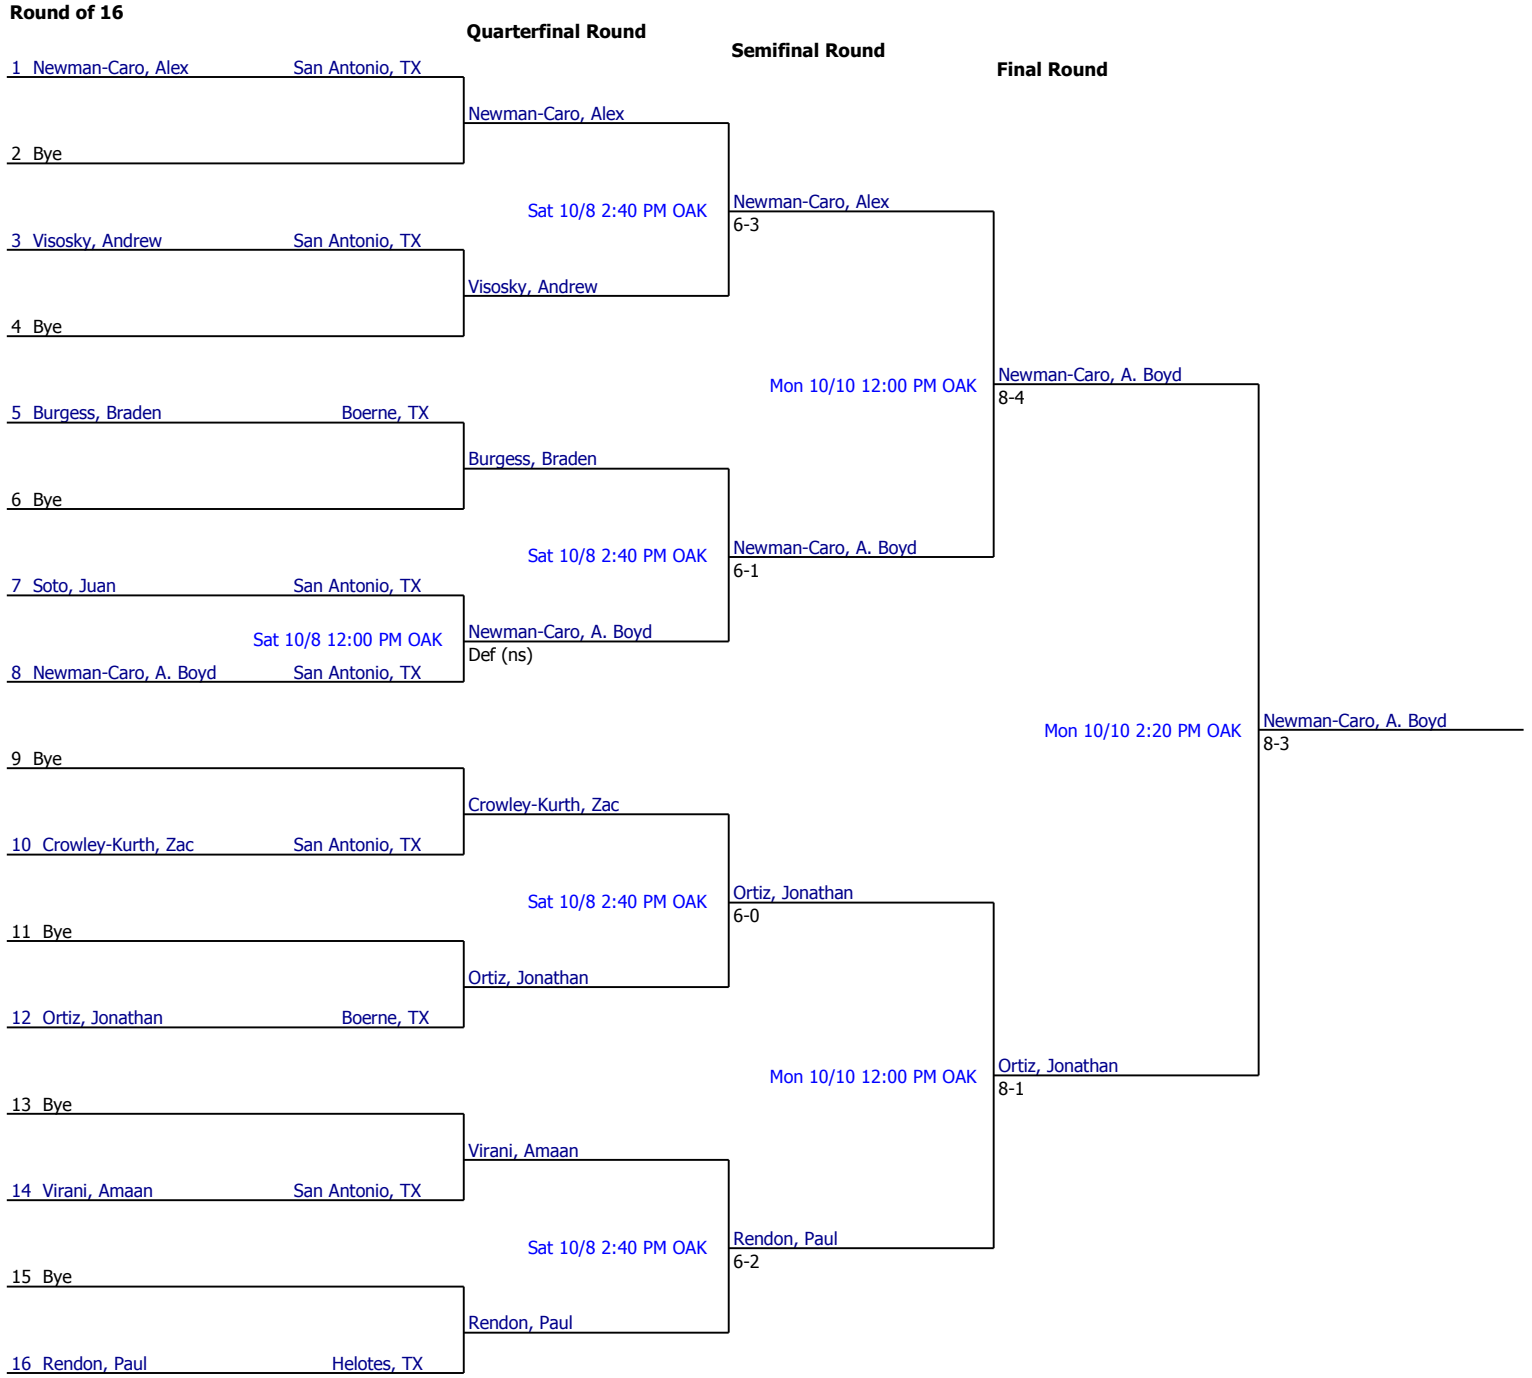 Round of 16
Quarterfinal Round
Semifinal Round
Final Round
1 Newman-Caro, Alex San Antonio, TX
Newman-Caro, Alex
2 Bye
Newman-Caro, Alex
Sat 10/8 2:40 PM OAK
6-3
3 Visosky, Andrew San Antonio, TX
Visosky, Andrew
4 Bye
Newman-Caro, A. Boyd
Mon 10/10 12:00 PM OAK
8-4
5 Burgess, Braden Boerne, TX
Burgess, Braden
6 Bye
Newman-Caro, A. Boyd
Sat 10/8 2:40 PM OAK
6-1
7 Soto, Juan San Antonio, TX
Newman-Caro, A. Boyd
Sat 10/8 12:00 PM OAK
Def (ns)
8 Newman-Caro, A. Boyd San Antonio, TX
Newman-Caro, A. Boyd
Mon 10/10 2:20 PM OAK
8-3
9 Bye
Crowley-Kurth, Zac
10 Crowley-Kurth, Zac San Antonio, TX
Ortiz, Jonathan
Sat 10/8 2:40 PM OAK
6-0
11 Bye
Ortiz, Jonathan
12 Ortiz, Jonathan Boerne, TX
Ortiz, Jonathan
Mon 10/10 12:00 PM OAK
8-1
13 Bye
Virani, Amaan
14 Virani, Amaan San Antonio, TX
Rendon, Paul
Sat 10/8 2:40 PM OAK
6-2
15 Bye
Rendon, Paul
16 Rendon, Paul Helotes, TX